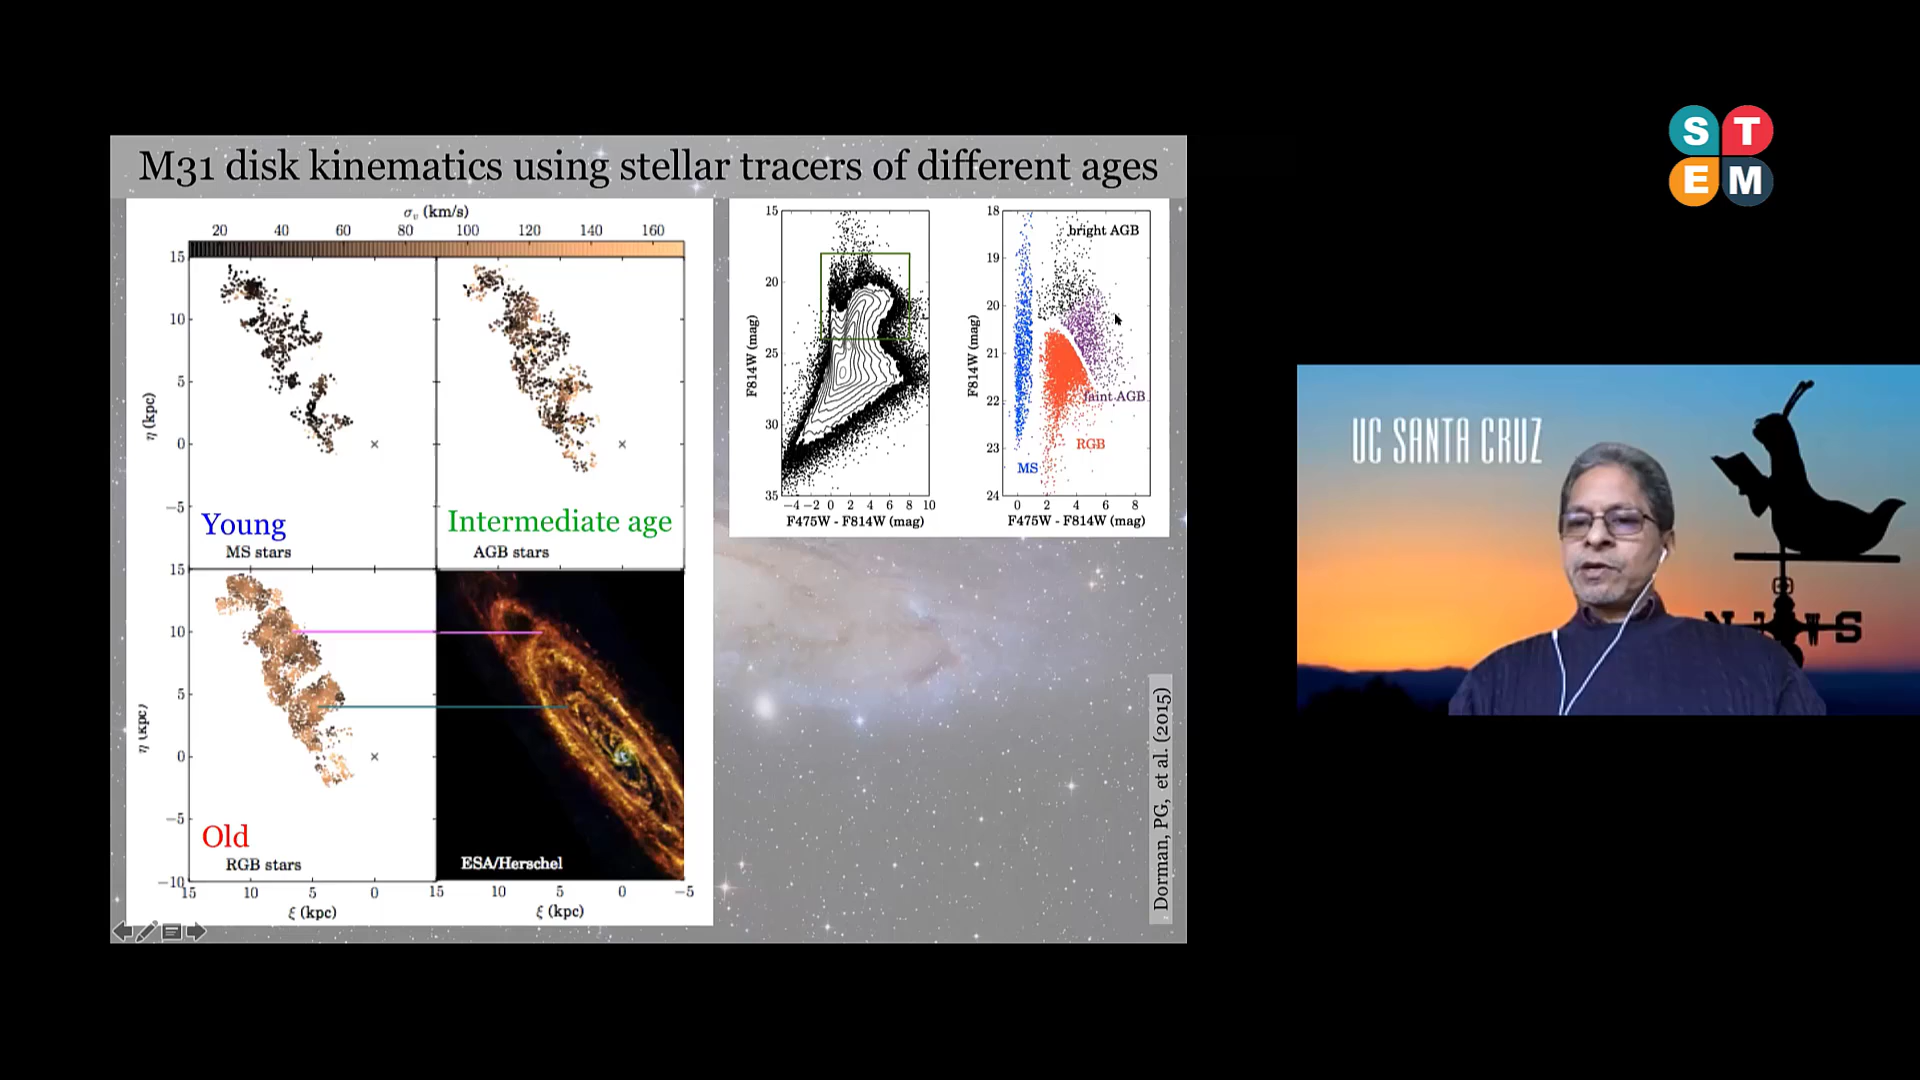 M31 disk kinematics using stellar tracers of different ages
σv (km/s)
20 40 60 80 100 120 140 160
15
10
5
0
−5
η (kpc)
Young
MS stars
Intermediate age
AGB stars
15
10
5
0
−5
−10
η (kpc)
Old
RGB stars
ESA/Herschel
15 10 5 0 15 10 5 0 −5
ξ (kpc) ξ (kpc)
15
20
25
30
35
F814W (mag)
−4 −2 0 2 4 6 8 10
F475W - F814W (mag)
18
19
20
21
22
23
24
F814W (mag)
bright AGB
faint AGB
RGB
MS
0 2 4 6 8
F475W - F814W (mag)
Dorman, PG, et al. (2015)
S T
E M
UC SANTA CRUZ
N S